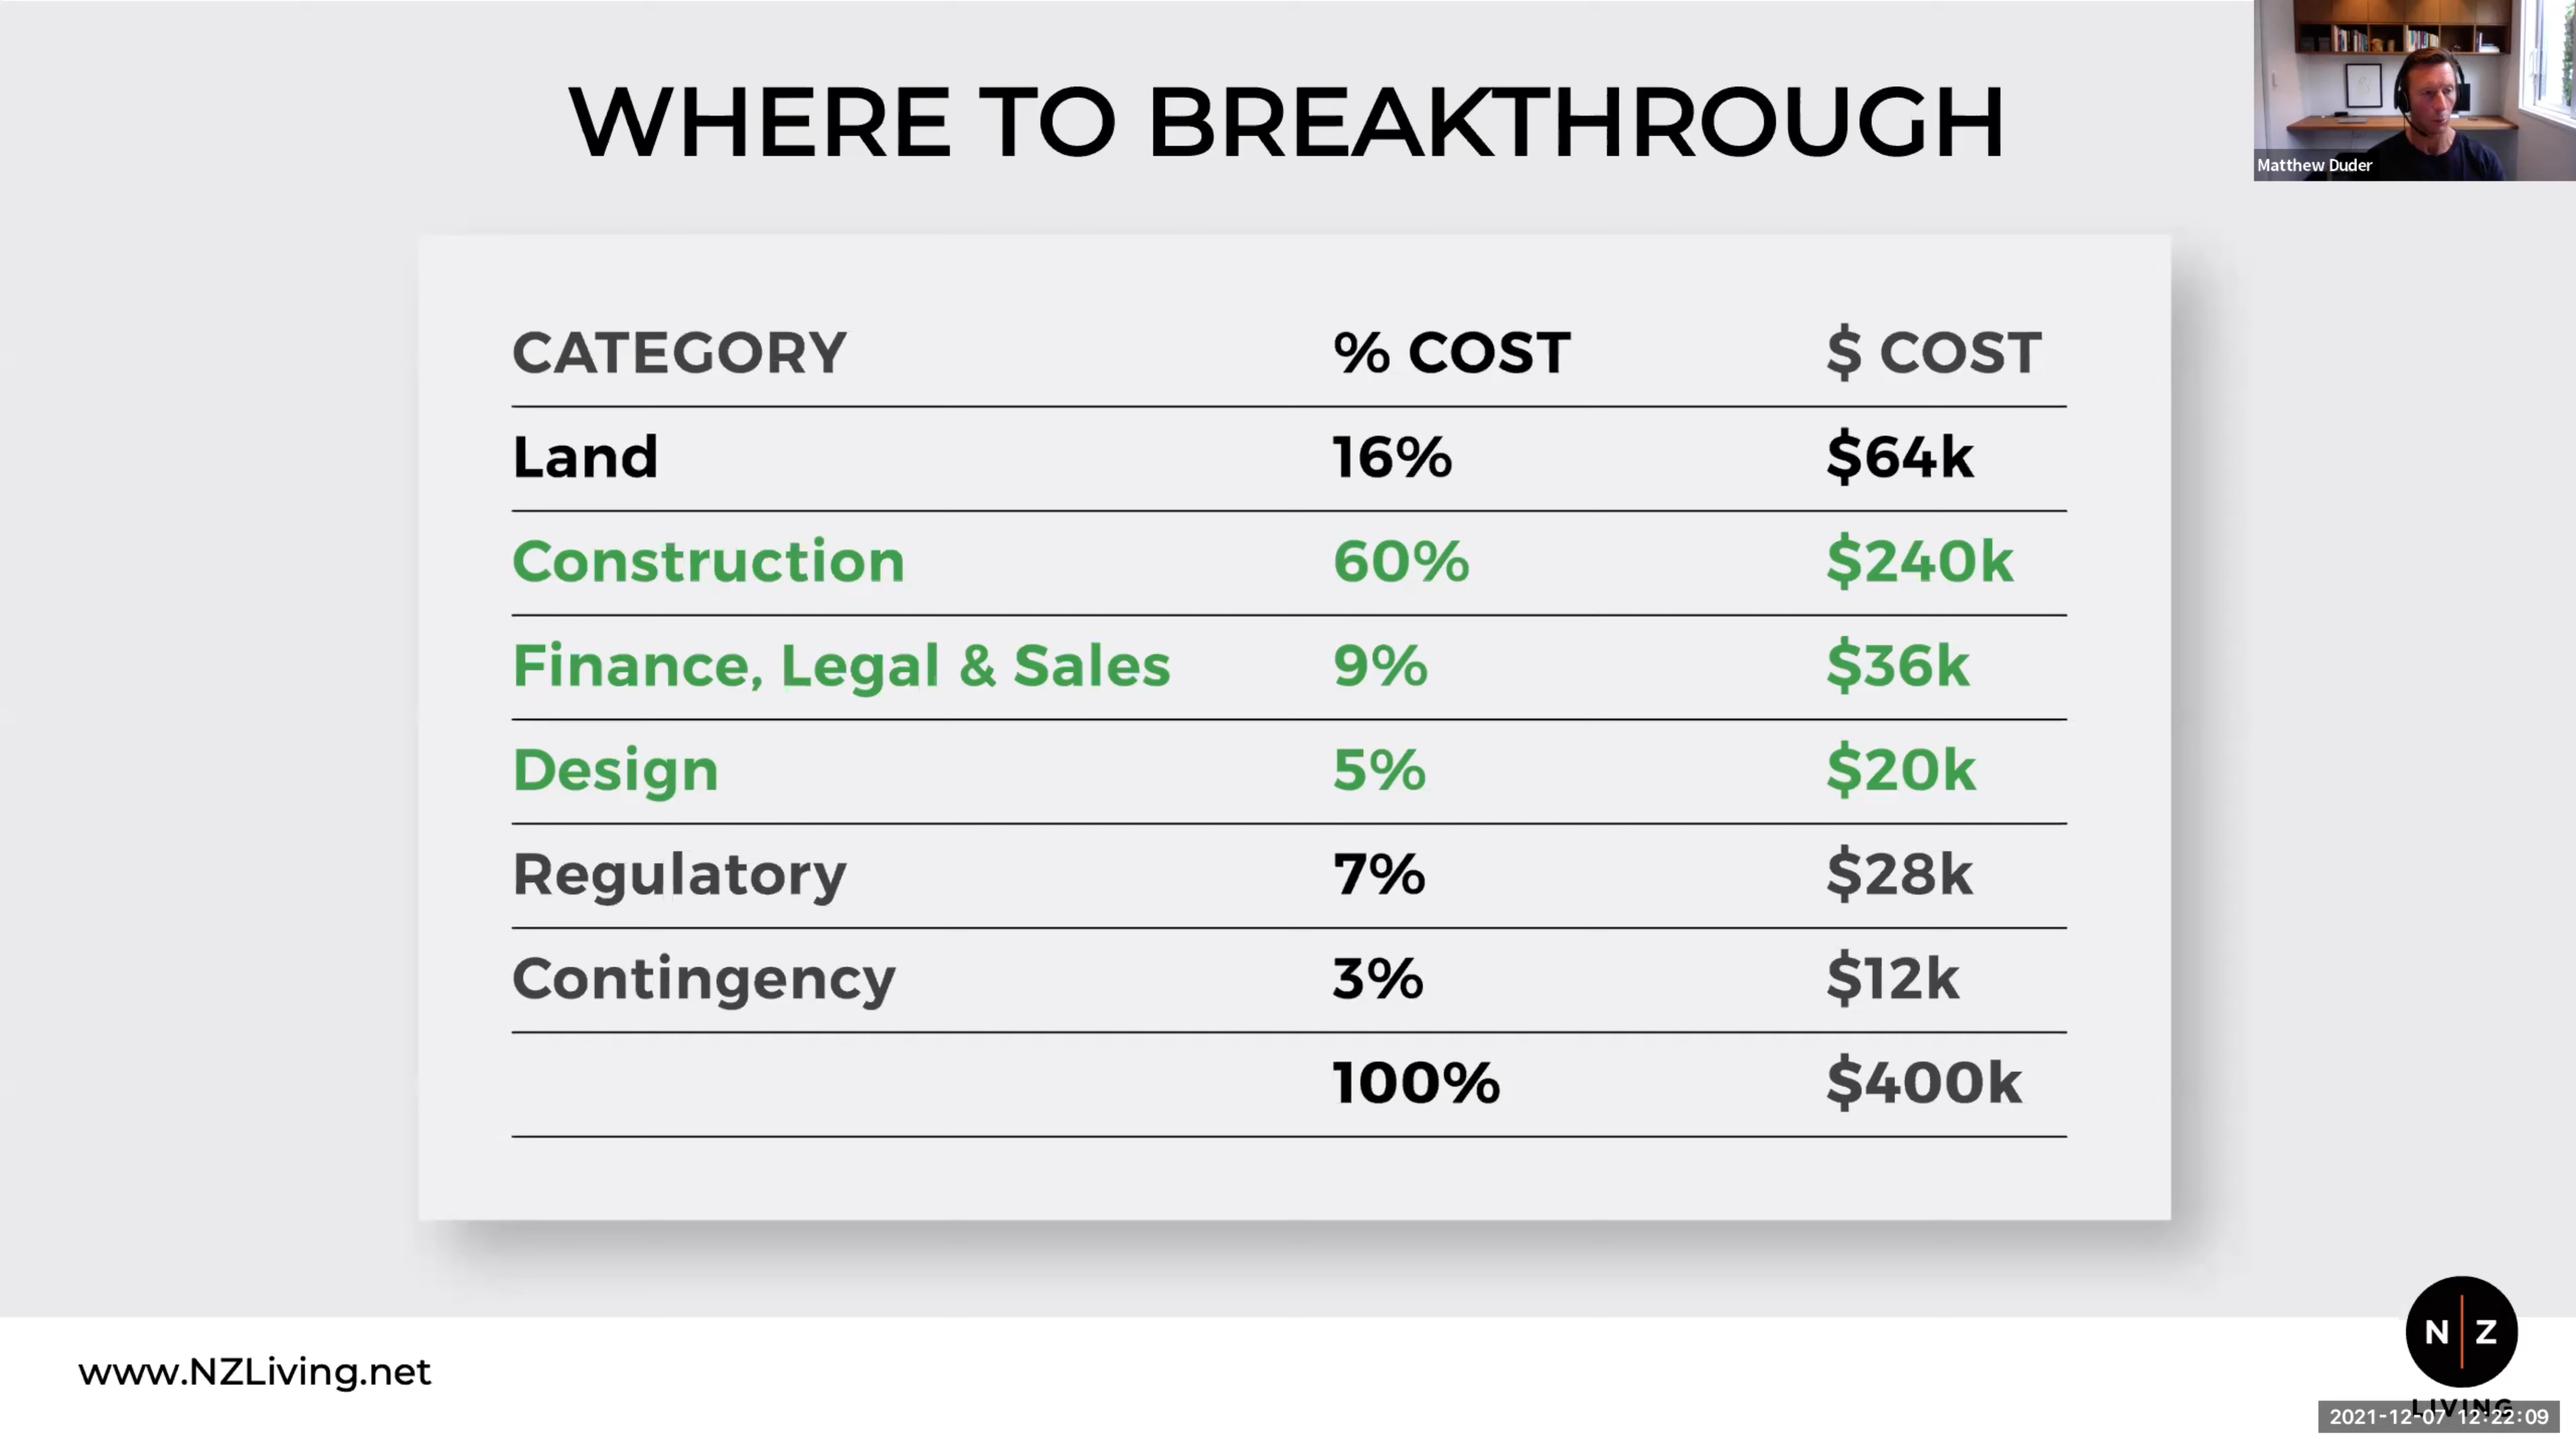 WHERE TO BREAKTHROUGH
Matthew Duder
CATEGORY % COST $ COST
Land 16% $64k
Construction 60% $240k
Finance, Legal & Sales 9% $36k
Design 5% $20k
Regulatory 7% $28k
Contingency 3% $12k
100% $400k
www.NZLiving.net
N Z
LIVING
2021-12-07 12:22:09